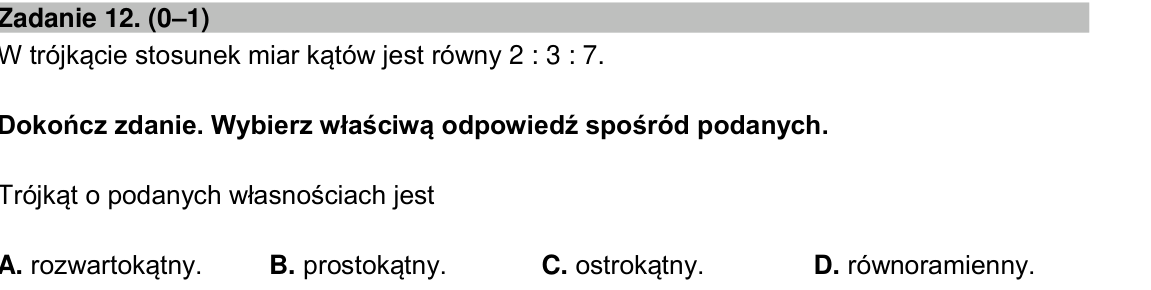 Zadanie 12. (0–1)
W trójkącie stosunek miar kątów jest równy 2 : 3 : 7.
Dokończ zdanie. Wybierz właściwą odpowiedź spośród podanych.
Trójkąt o podanych własnościach jest
A. rozwartokątny. B. prostokątny. C. ostrokątny. D. równoramienny.